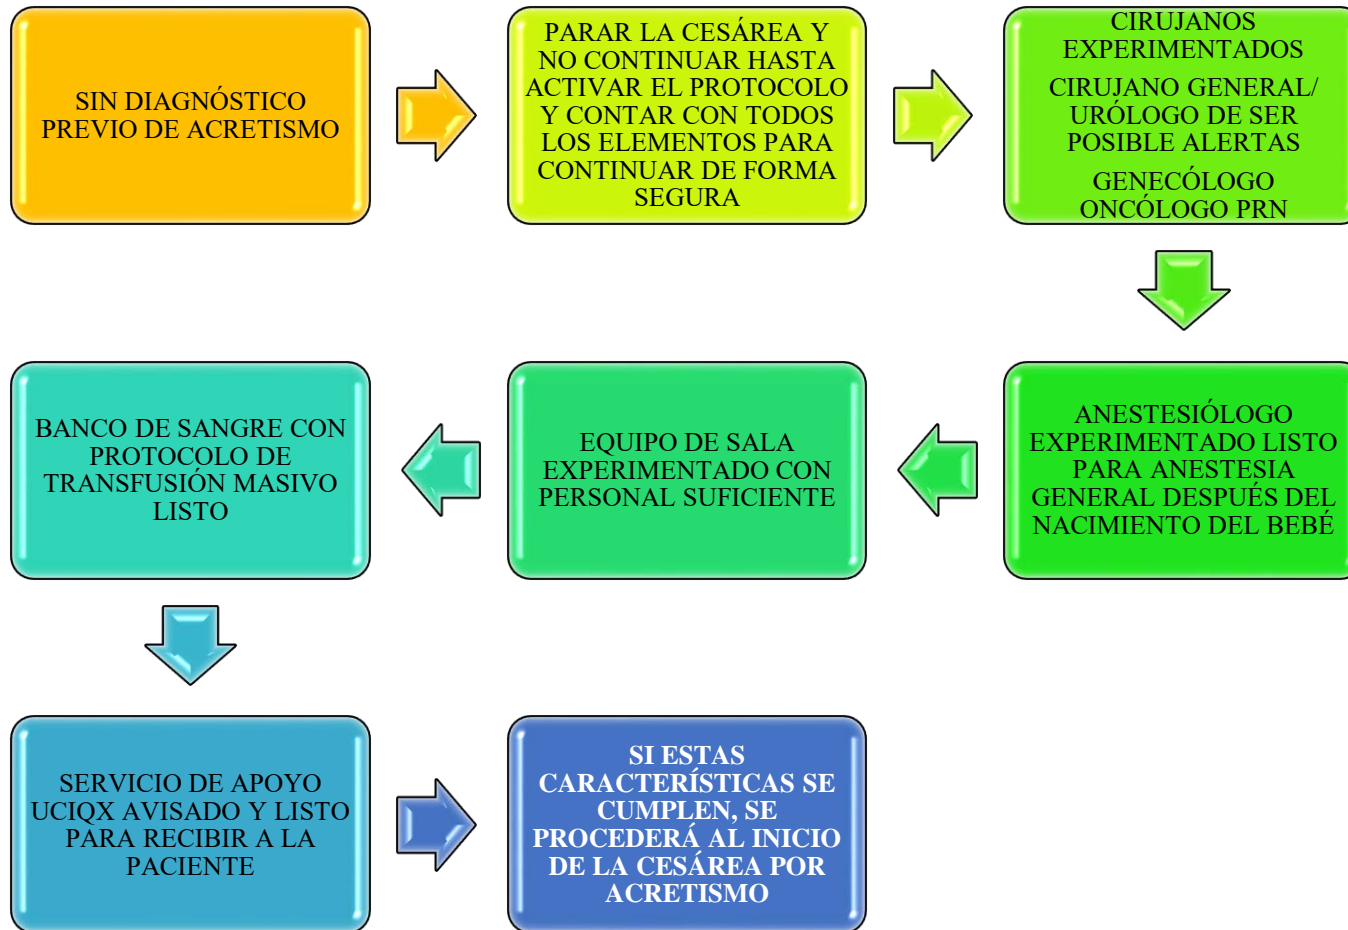 SIN DIAGNÓSTICO
PREVIO DE ACRETISMO
PARAR LA CESÁREA Y
NO CONTINUAR HASTA
ACTIVAR EL PROTOCOLO
Y CONTAR CON TODOS
LOS ELEMENTOS PARA
CONTINUAR DE FORMA
SEGURA
CIRUJANOS
EXPERIMENTADOS
CIRUJANO GENERAL/
URÓLOGO DE SER
POSIBLE ALERTAS
GENECÓLOGO
ONCÓLOGO PRN
ANESTESIÓLOGO
EXPERIMENTADO LISTO
PARA ANESTESIA
GENERAL DESPUÉS DEL
NACIMIENTO DEL BEBÉ
EQUIPO DE SALA
EXPERIMENTADO CON
PERSONAL SUFICIENTE
BANCO DE SANGRE CON
PROTOCOLO DE
TRANSFUSIÓN MASIVO
LISTO
SERVICIO DE APOYO
UCIQX AVISADO Y LISTO
PARA RECIBIR A LA
PACIENTE
SI ESTAS
CARACTERÍSTICAS SE
CUMPLEN, SE
PROCEDERÁ AL INICIO
DE LA CESÁREA POR
ACRETISMO